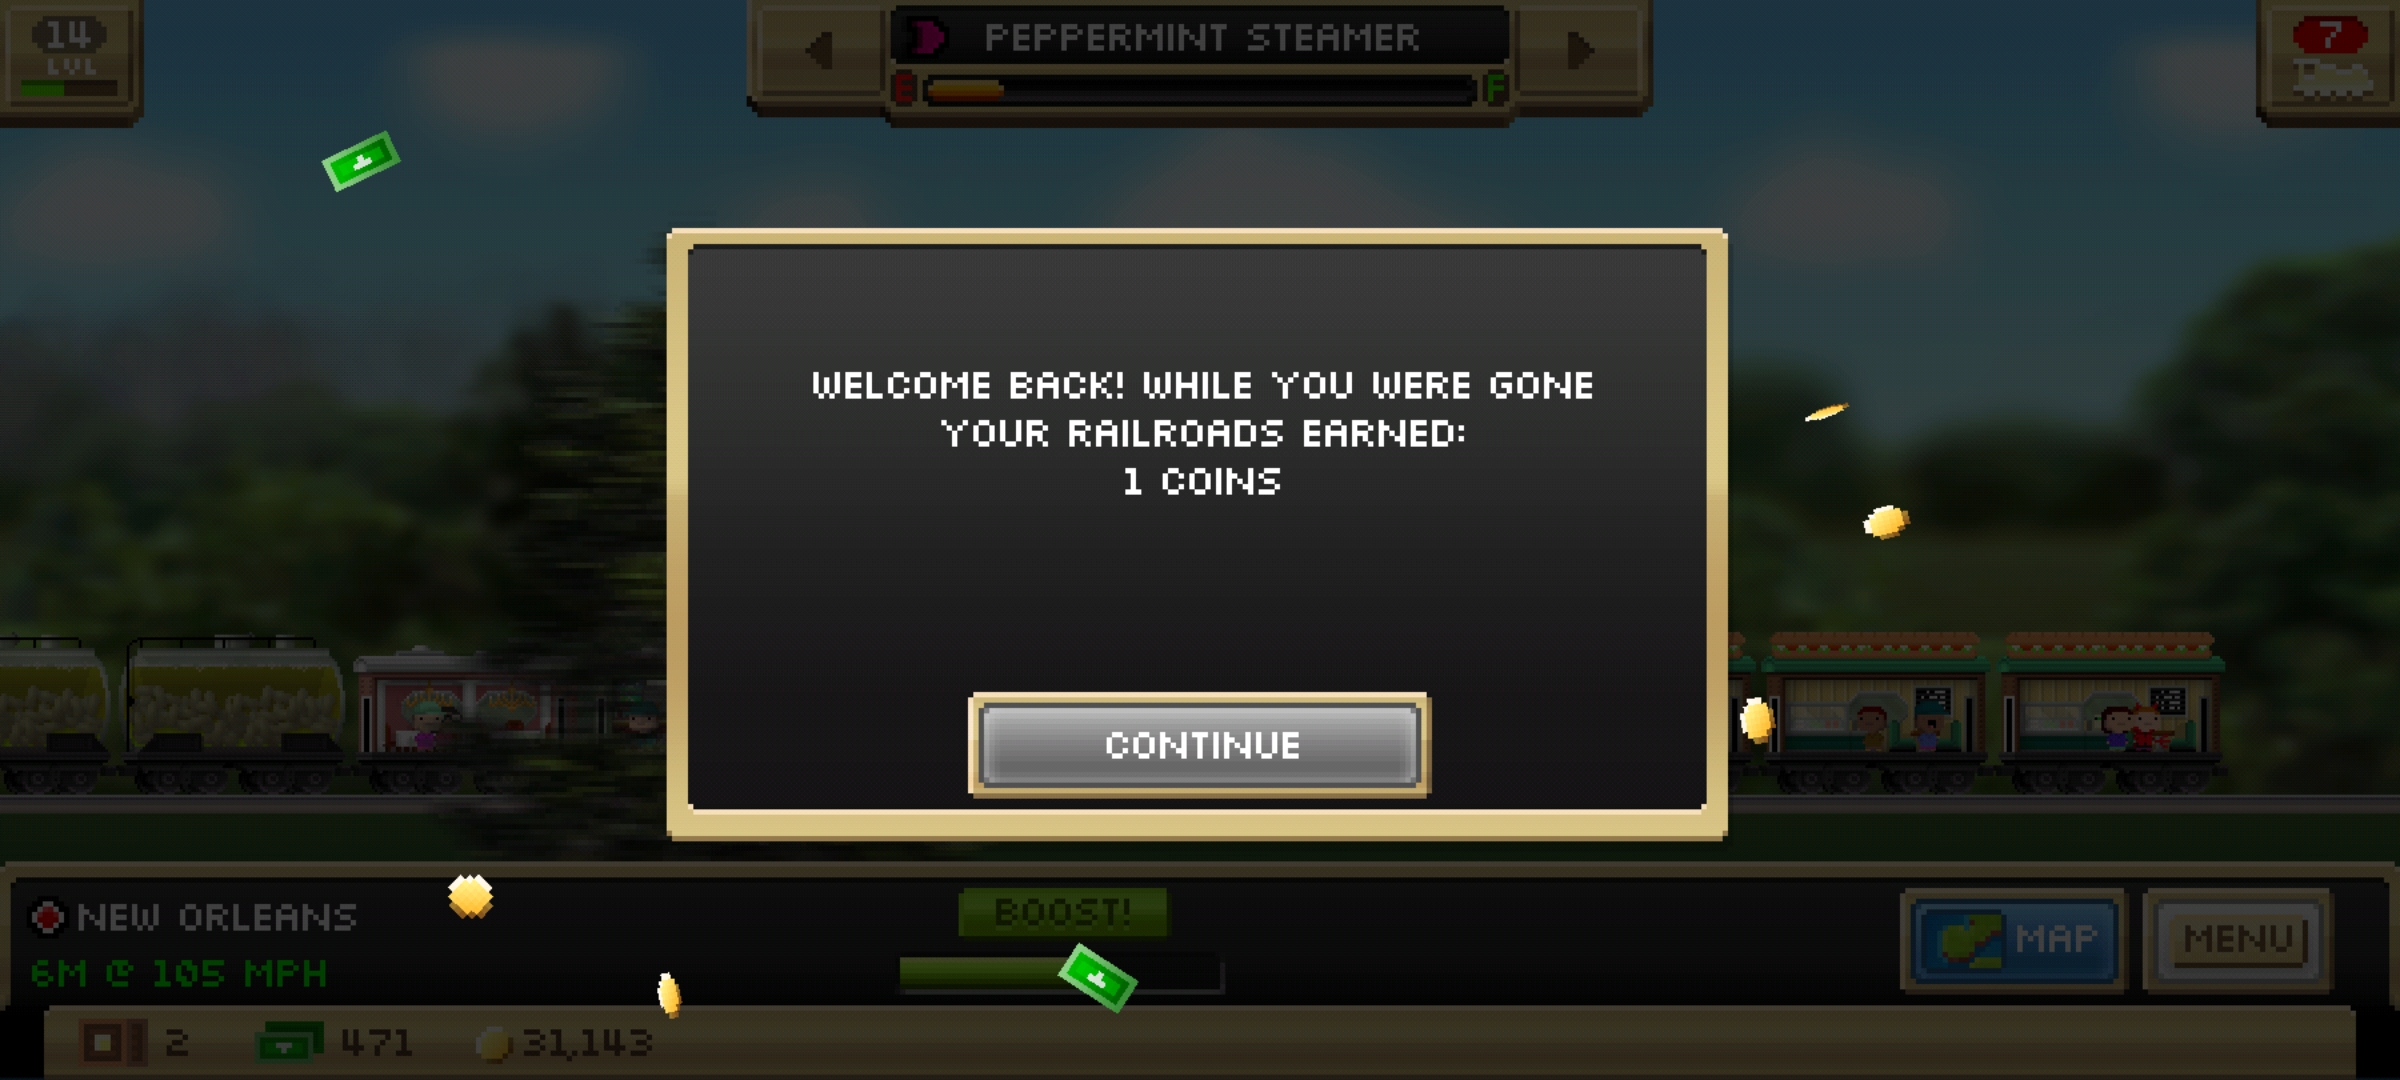 14
LVL
PEPPERMINT STEAMER
E F
7
WELCOME BACK! WHILE YOU WERE GONE
YOUR RAILROADS EARNED:
1 COINS
CONTINUE
NEW ORLEANS
6M @ 105 MPH
BOOST!
MAP
MENU
2
471
31,143